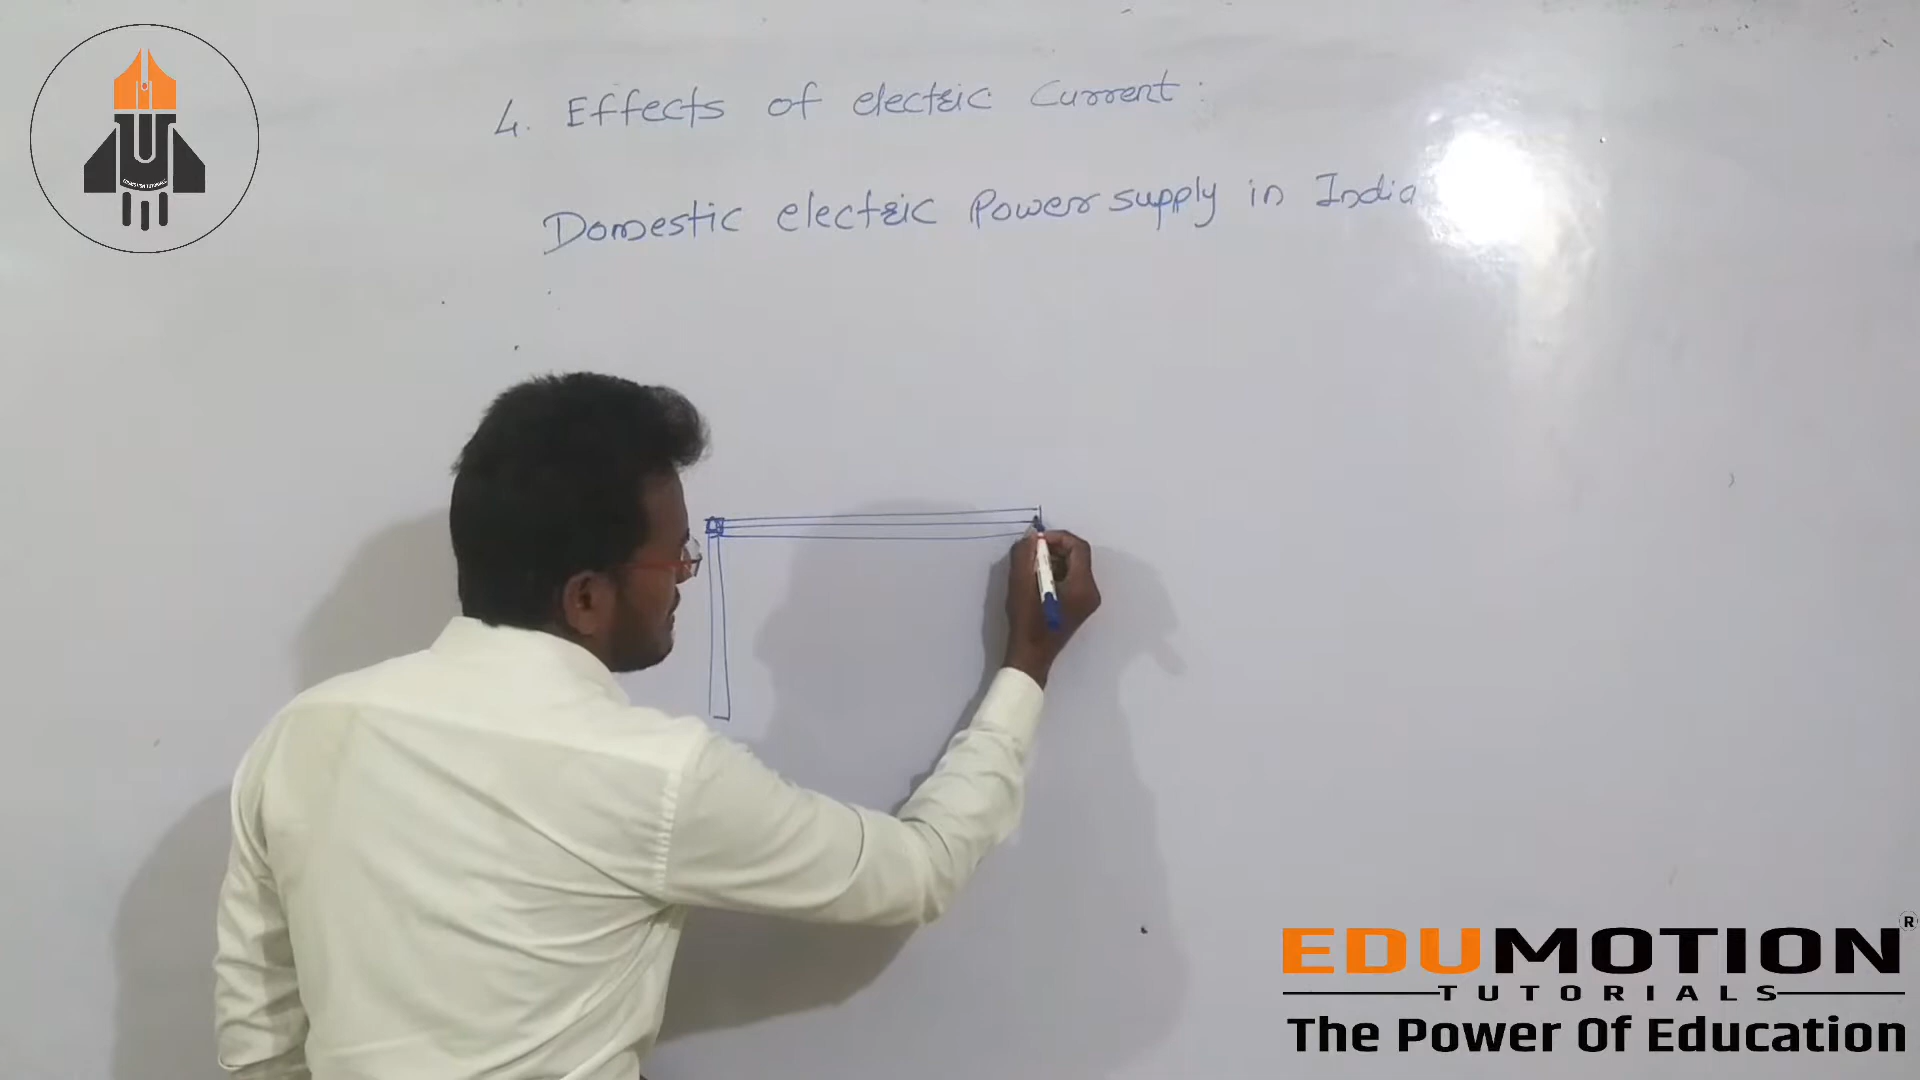 4. Effects of electric Current:
Domestic electric Power supply in India
EDUMOTION®
TUTORIALS
The Power Of Education